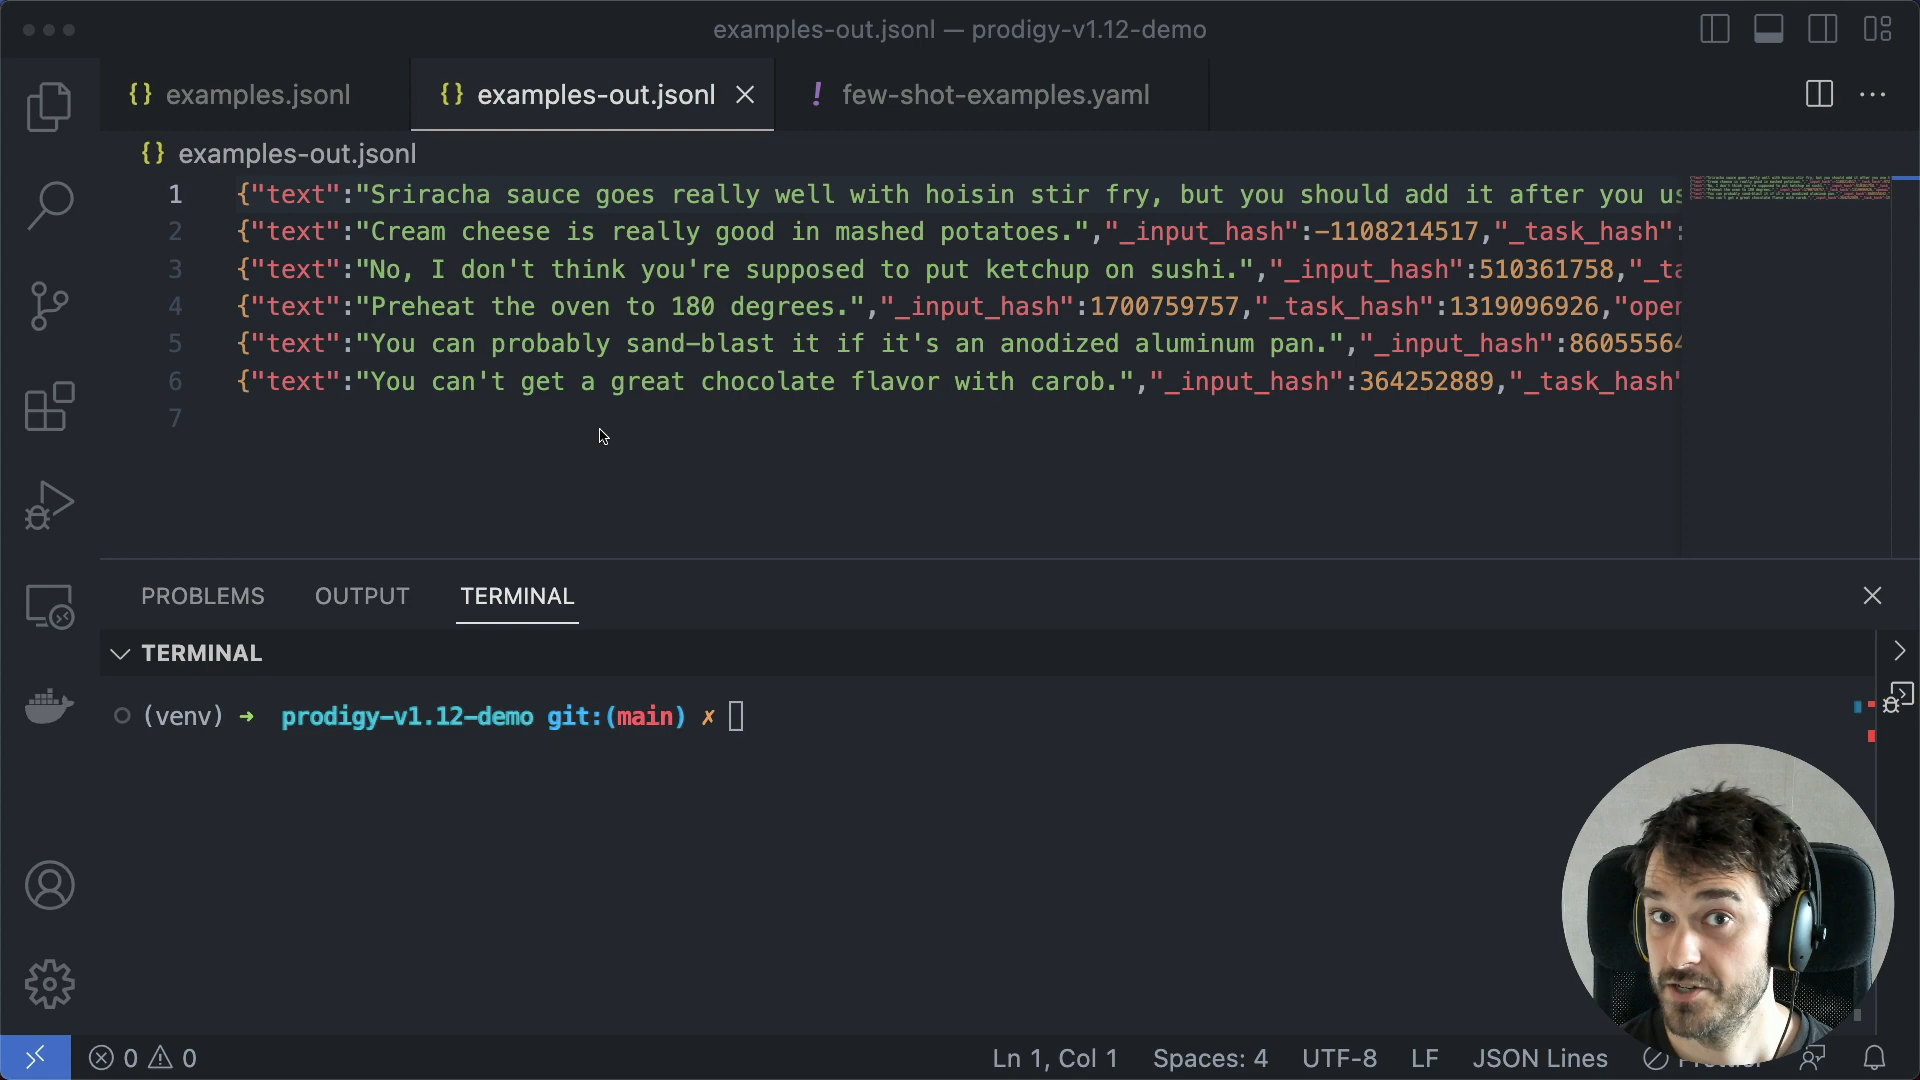 examples-out.jsonl — prodigy-v1.12-demo
{} examples.jsonl
{} examples-out.jsonl
! few-shot-examples.yaml
{} examples-out.jsonl
1 {"text":"Sriracha sauce goes really well with hoisin stir fry, but you should add it after you us
2 {"text":"Cream cheese is really good in mashed potatoes.","_input_hash":-1108214517,"_task_hash":
3 {"text":"No, I don't think you're supposed to put ketchup on sushi.","_input_hash":510361758,"_ta
4 {"text":"Preheat the oven to 180 degrees.","_input_hash":1700759757,"_task_hash":1319096926,"open
5 {"text":"You can probably sand-blast it if it's an anodized aluminum pan.","_input_hash":86055564
6 {"text":"You can't get a great chocolate flavor with carob.","_input_hash":364252889,"_task_hash"
7
PROBLEMS OUTPUT TERMINAL
TERMINAL
(venv) ➜ prodigy-v1.12-demo git:(main) ✗
0 0 Ln 1, Col 1 Spaces: 4 UTF-8 LF JSON Lines